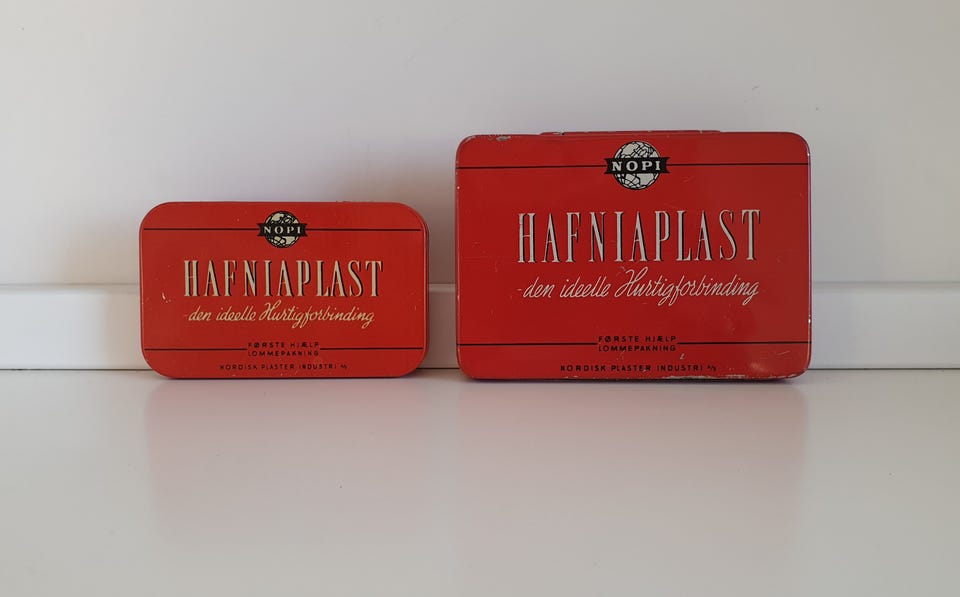 NOPI
HAFNIAPLAST
-den ideelle Hurtigforbinding
FØRSTE HJÆLP
LOMMEPAKNING
NORDISK PLASTER INDUSTRI A/S
NOPI
HAFNIAPLAST
-den ideelle Hurtigforbinding
FØRSTE HJÆLP
LOMMEPAKNING
NORDISK PLASTER INDUSTRI A/S